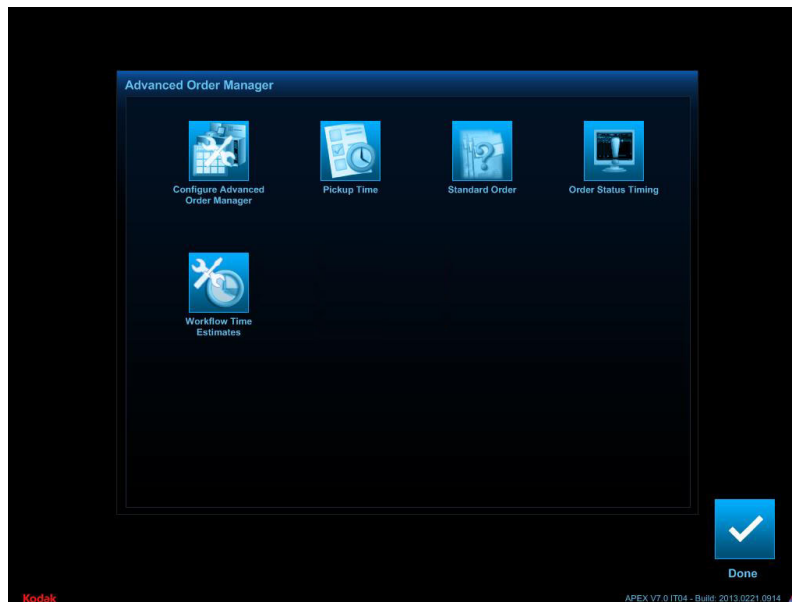 Advanced Order Manager
Configure Advanced
Order Manager
Pickup Time
Standard Order
Order Status Timing
Workflow Time
Estimates
Done
Kodak
APEX V7.0 IT04 - Build: 2013.0221.0914